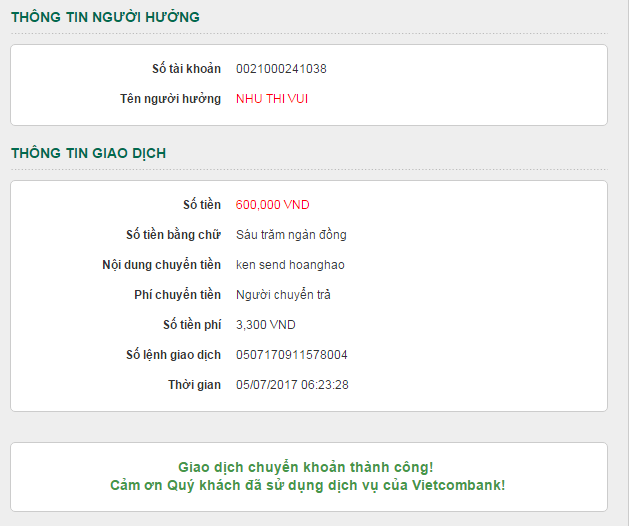 THÔNG TIN NGƯỜI HƯỞNG
Số tài khoản 0021000241038
Tên người hưởng NHU THI VUI
THÔNG TIN GIAO DỊCH
Số tiền 600,000 VND
Số tiền bằng chữ Sáu trăm ngàn đồng
Nội dung chuyển tiền ken send hoanghao
Phí chuyển tiền Người chuyển trả
Số tiền phí 3,300 VND
Số lệnh giao dịch 0507170911578004
Thời gian 05/07/2017 06:23:28
Giao dịch chuyển khoản thành công!
Cảm ơn Quý khách đã sử dụng dịch vụ của Vietcombank!